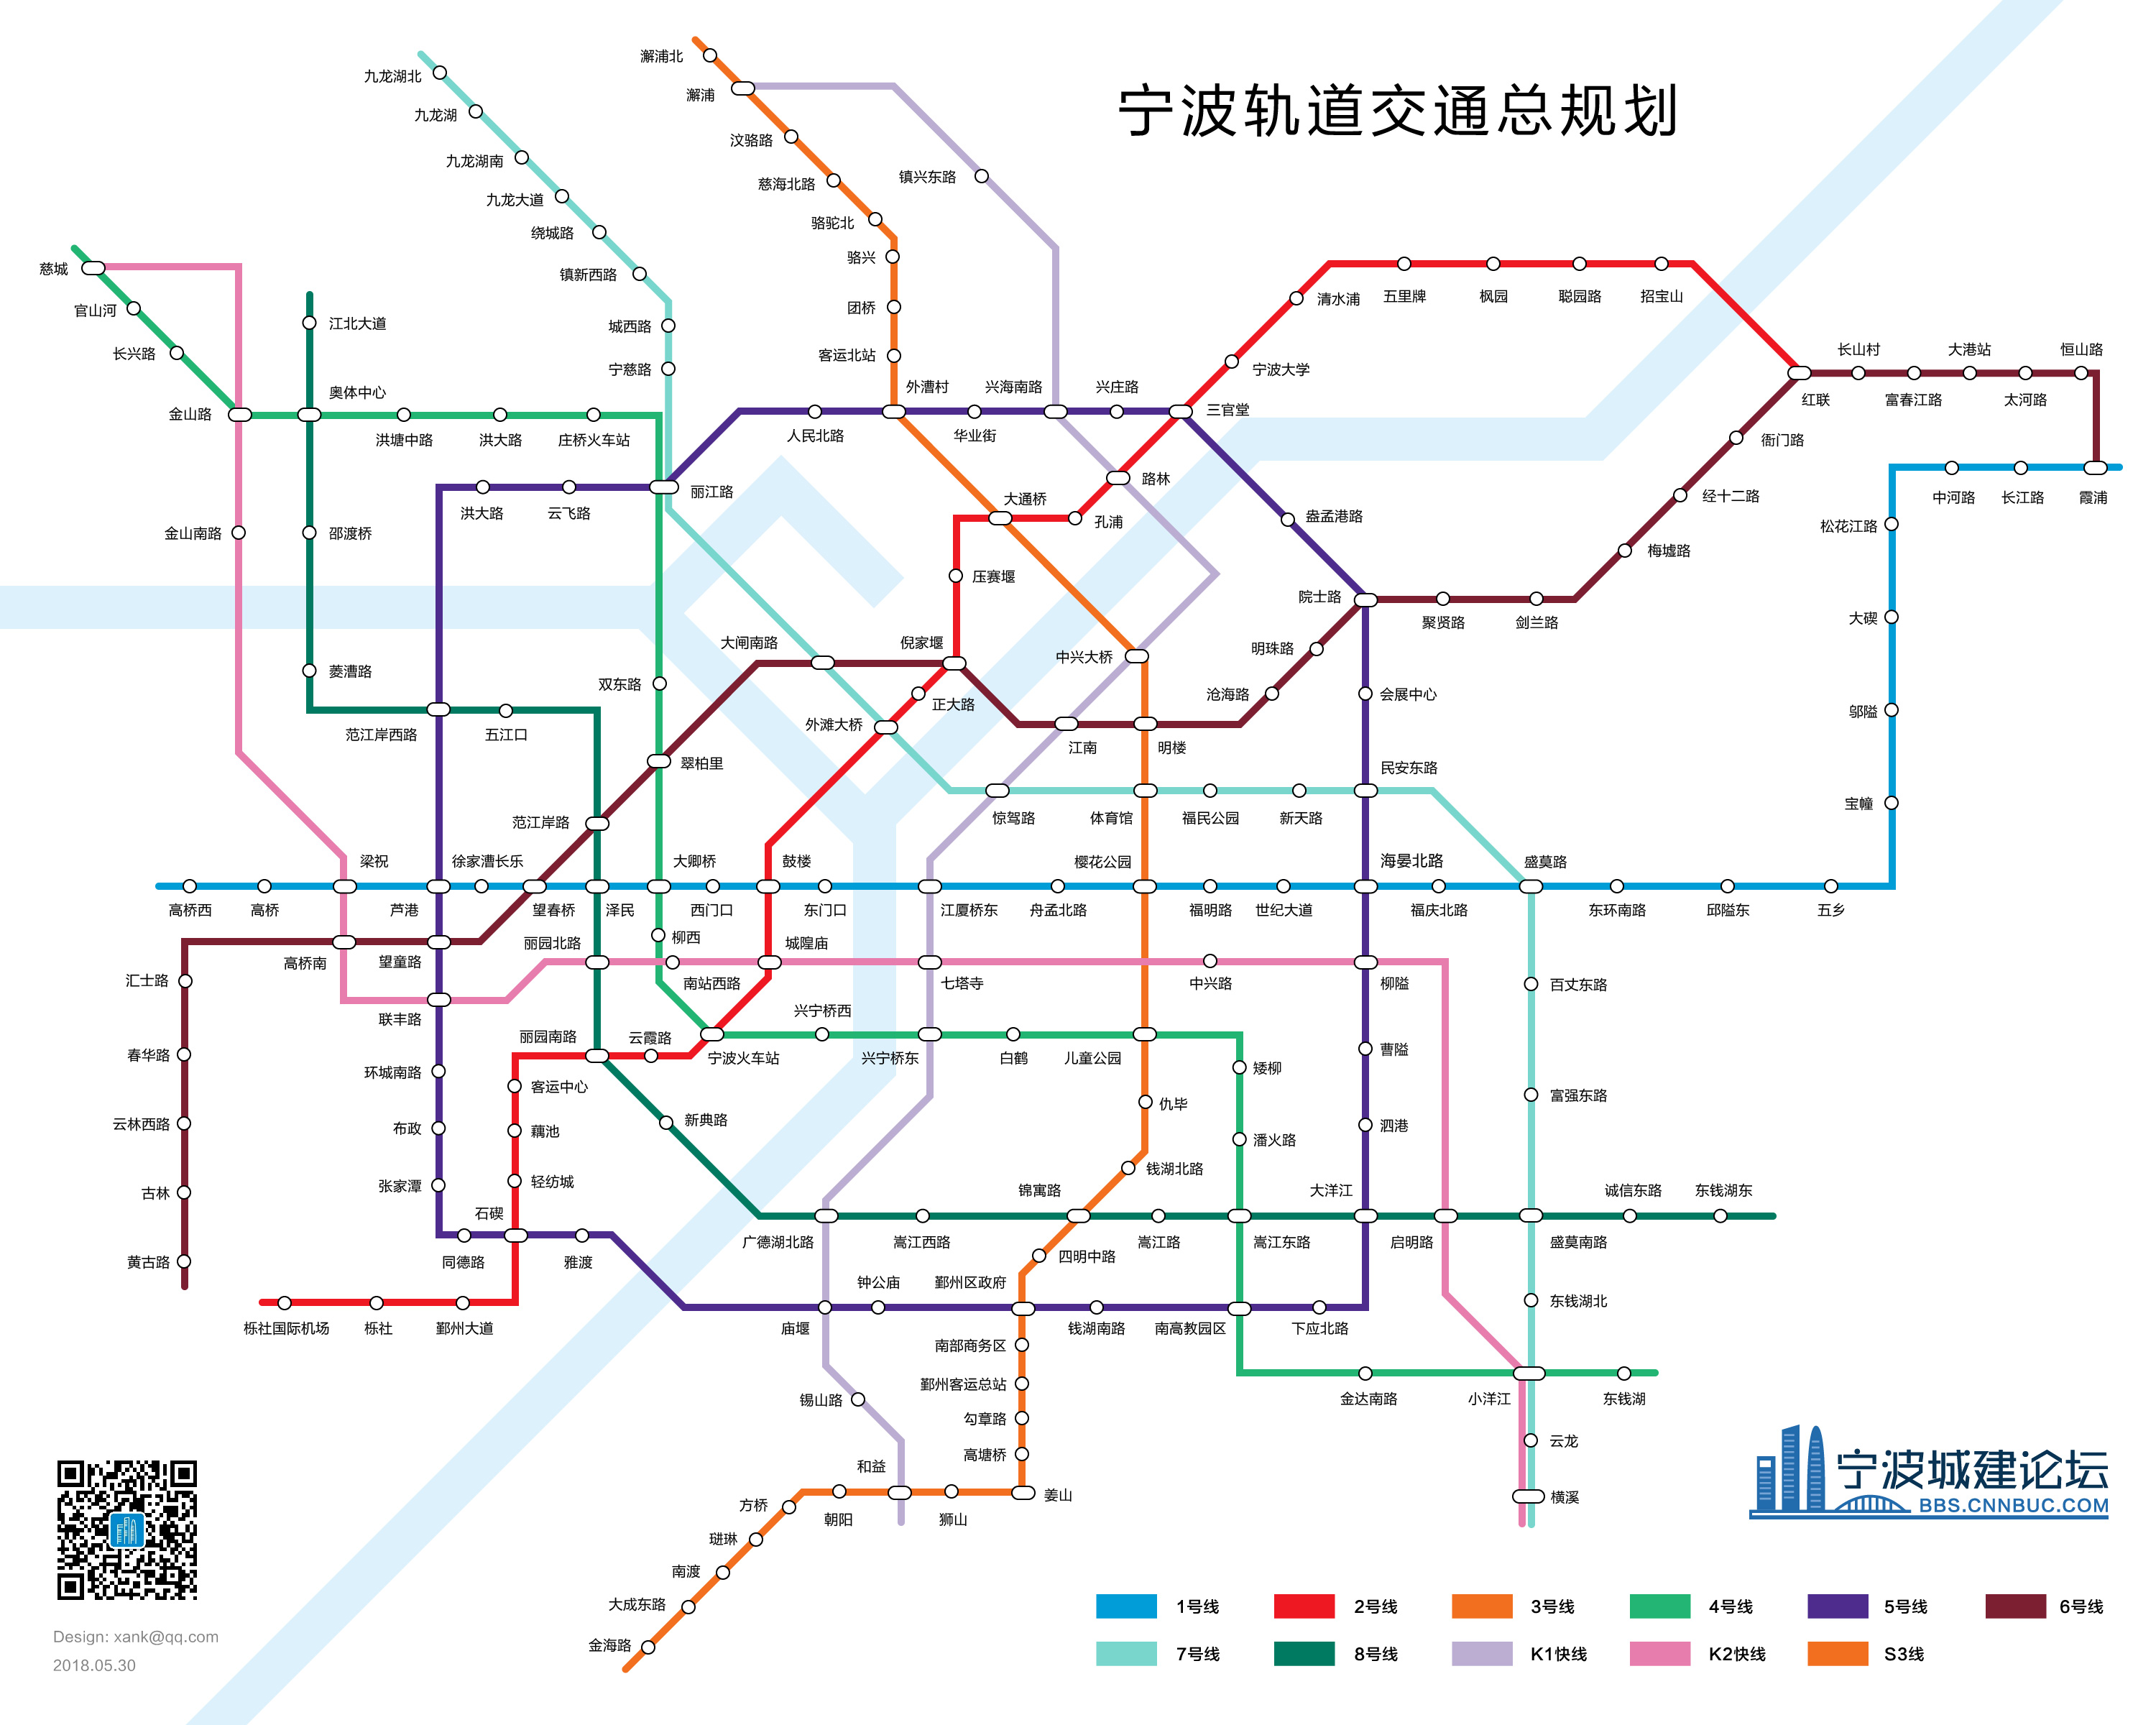 宁波轨道交通总规划
澥浦北
九龙湖北
澥浦
九龙湖
汶骆路
九龙湖南
镇兴东路
慈海北路
九龙大道
骆驼北
绕城路
骆兴
慈城
镇新西路
清水浦
五里牌
枫园
聪园路
招宝山
官山河
团桥
江北大道
城西路
长兴路
客运北站
宁慈路
宁波大学
长山村
大港站
恒山路
奥体中心
外漕村
兴海南路
兴庄路
红联
富春江路
太河路
金山路
三官堂
洪塘中路
洪大路
庄桥火车站
人民北路
华业街
衙门路
路林
丽江路
经十二路
中河路
长江路
霞浦
大通桥
洪大路
云飞路
孔浦
盎孟港路
松花江路
金山南路
邵渡桥
梅墟路
压赛堰
院士路
聚贤路
剑兰路
大碶
大闸南路
倪家堰
中兴大桥
明珠路
菱漕路
双东路
沧海路
会展中心
正大路
邬隘
外滩大桥
范江岸西路
五江口
江南
明楼
翠柏里
民安东路
宝幢
范江岸路
惊驾路
体育馆
福民公园
新天路
梁祝
徐家漕长乐
大卿桥
鼓楼
樱花公园
海晏北路
盛莫路
高桥西
高桥
芦港
望春桥
泽民
西门口
东门口
江厦桥东
舟孟北路
福明路
世纪大道
福庆北路
东环南路
邱隘东
五乡
丽园北路
柳西
城隍庙
高桥南
望童路
汇士路
南站西路
七塔寺
中兴路
柳隘
百丈东路
联丰路
兴宁桥西
丽园南路
云霞路
春华路
宁波火车站
兴宁桥东
白鹤
儿童公园
曹隘
矮柳
环城南路
客运中心
富强东路
仇毕
云林西路
布政
藕池
新典路
泗港
潘火路
钱湖北路
古林
张家潭
轻纺城
锦寓路
大洋江
诚信东路
东钱湖东
石碶
广德湖北路
嵩江西路
嵩江路
嵩江东路
启明路
盛莫南路
黄古路
同德路
雅渡
四明中路
钟公庙
鄞州区政府
东钱湖北
栎社国际机场
栎社
鄞州大道
庙堰
钱湖南路
南高教园区
下应北路
南部商务区
鄞州客运总站
锡山路
金达南路
小洋江
东钱湖
勾章路
高塘桥
云龙
和益
姜山
横溪
方桥
朝阳
狮山
琎琳
南渡
大成东路
金海路
宁波城建论坛
BBS.CNNBUC.COM
Design: xank@qq.com
2018.05.30
1号线
2号线
3号线
4号线
5号线
6号线
7号线
8号线
K1快线
K2快线
S3线